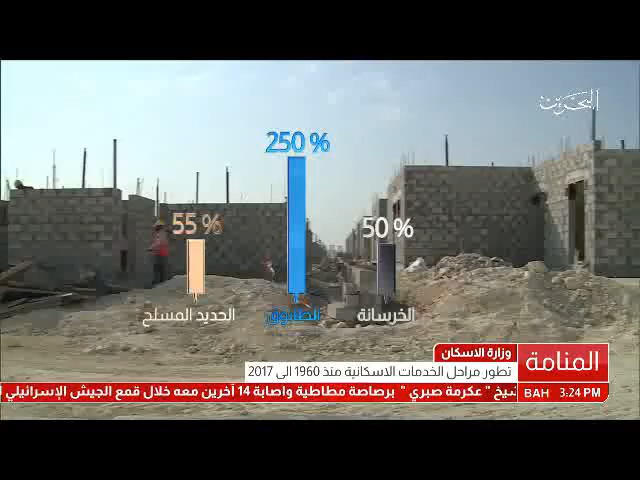 البحرين
250 %
55 %
50 %
الحديد المسلح
الطابوق
الخرسانة
وزارة الاسكان
المنامة
تطور مراحل الخدمات الاسكانية منذ 1960 الى 2017
BAH 3:24 PM
" عكرمة صبري " برصاصة مطاطية واصابة 14 آخرين معه خلال قمع الجيش الإسرائيلي